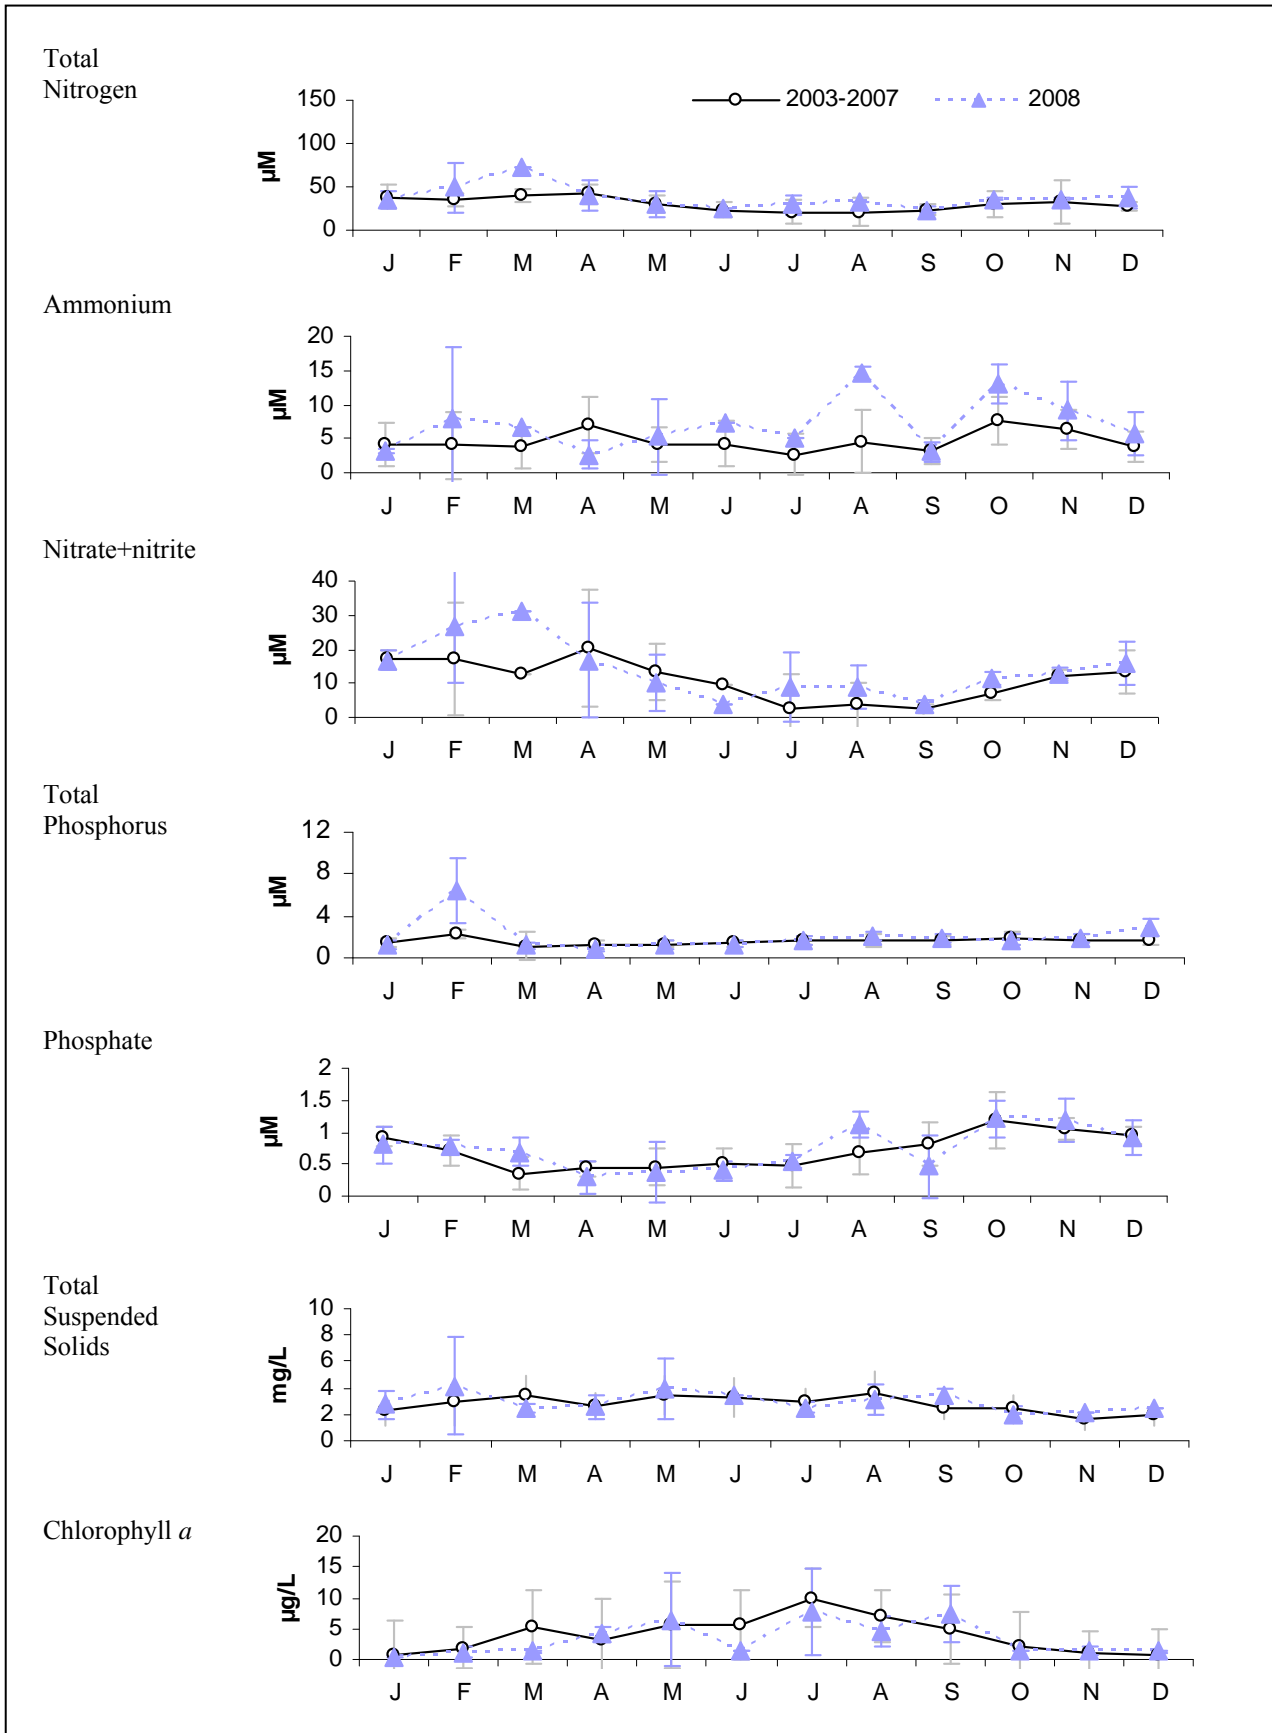 Total
Nitrogen
2003-2007 2008
150
100
50
0
µM
J F M A M J J A S O N D
Ammonium
20
15
10
5
0
µM
J F M A M J J A S O N D
Nitrate+nitrite
40
30
20
10
0
µM
J F M A M J J A S O N D
Total
Phosphorus
12
8
4
0
µM
J F M A M J J A S O N D
Phosphate
2
1.5
1
0.5
0
µM
J F M A M J J A S O N D
Total
Suspended
Solids
10
8
6
4
2
0
mg/L
J F M A M J J A S O N D
Chlorophyll a
20
15
10
5
0
µg/L
J F M A M J J A S O N D